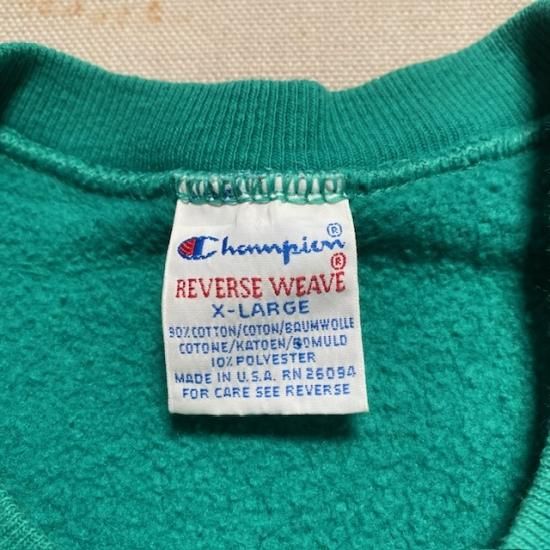 Champion®
REVERSE WEAVE®
X-LARGE
90% COTTON/COTON/BAUMWOLLE
COTONE/KATOEN/BOMULD
10% POLYESTER
MADE IN U.S.A. RN 26094
FOR CARE SEE REVERSE